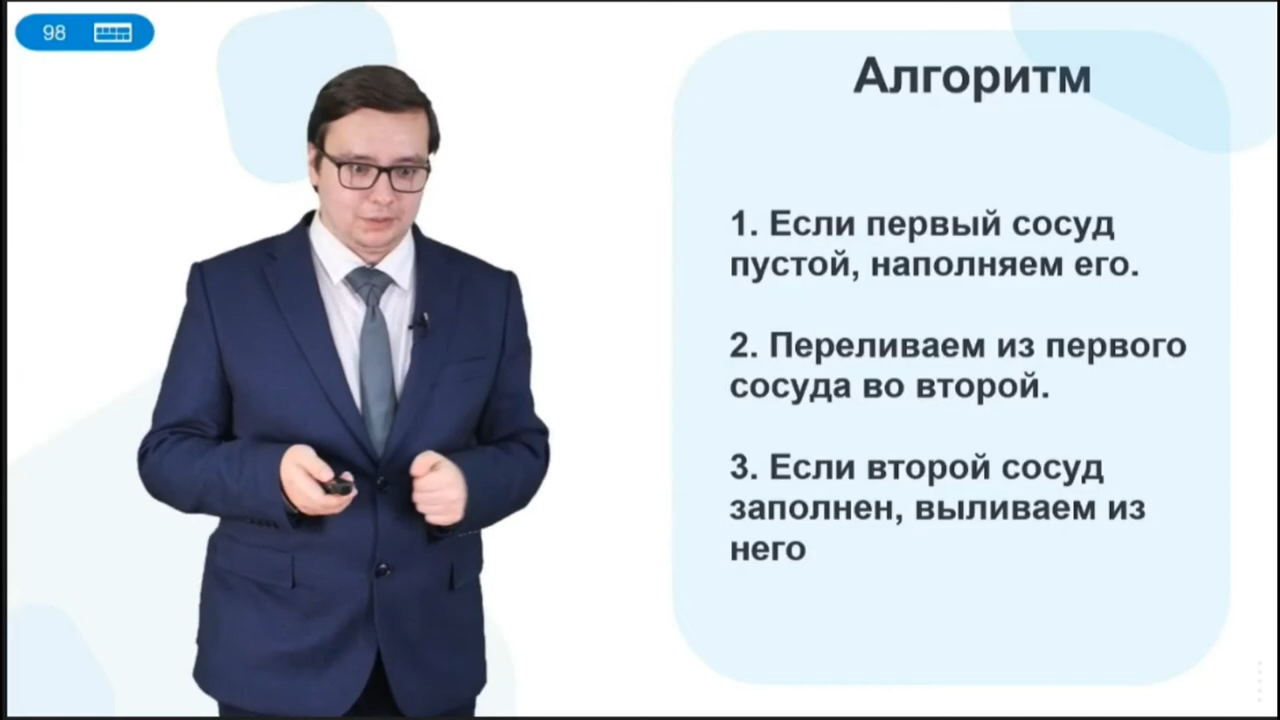 98
Алгоритм
1. Если первый сосуд
пустой, наполняем его.
2. Переливаем из первого
сосуда во второй.
3. Если второй сосуд
заполнен, выливаем из
него